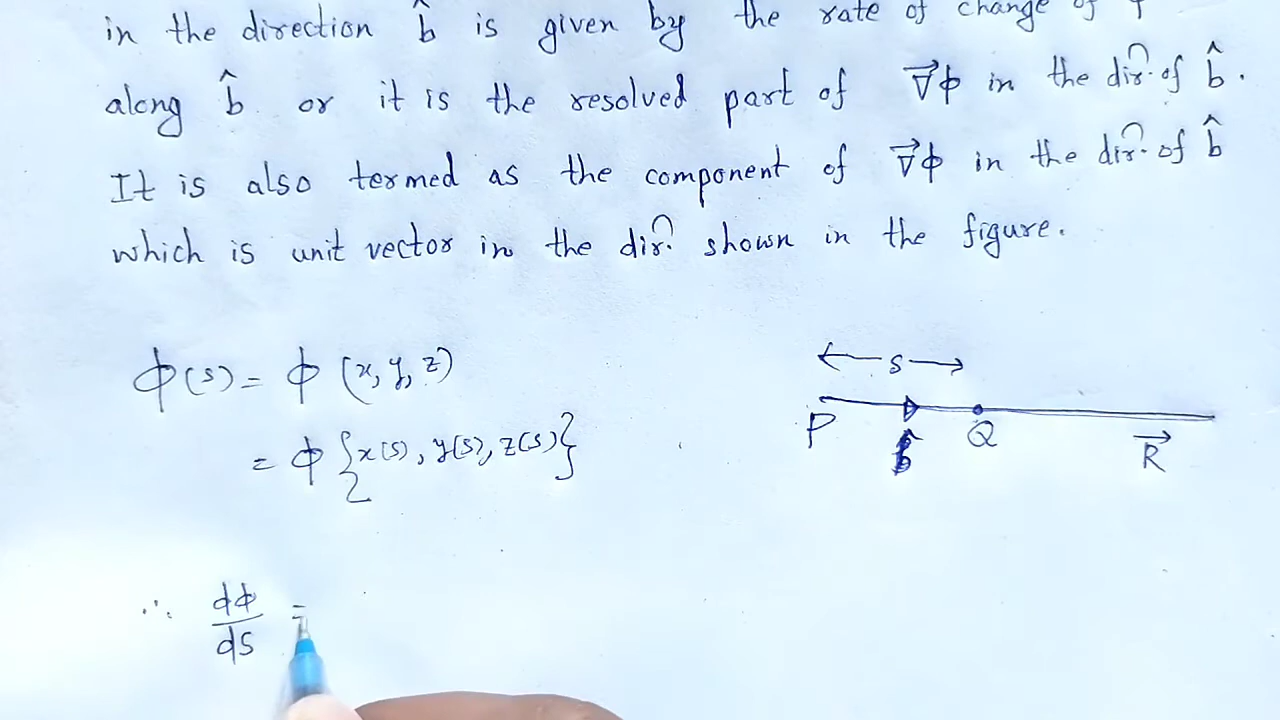 in the direction b̂ is given by the rate of change of
along b̂ or it is the resolved part of ∇⃗ϕ in the dirⁿ. of b̂.
It is also termed as the component of ∇⃗ϕ in the dirⁿ. of b̂
which is unit vector in the dirⁿ. shown in the figure.
ϕ(s) = ϕ (x, y, z)
= ϕ {x(s), y(s), z(s)}
s
P b̂ Q R⃗
∴ dϕ/ds =